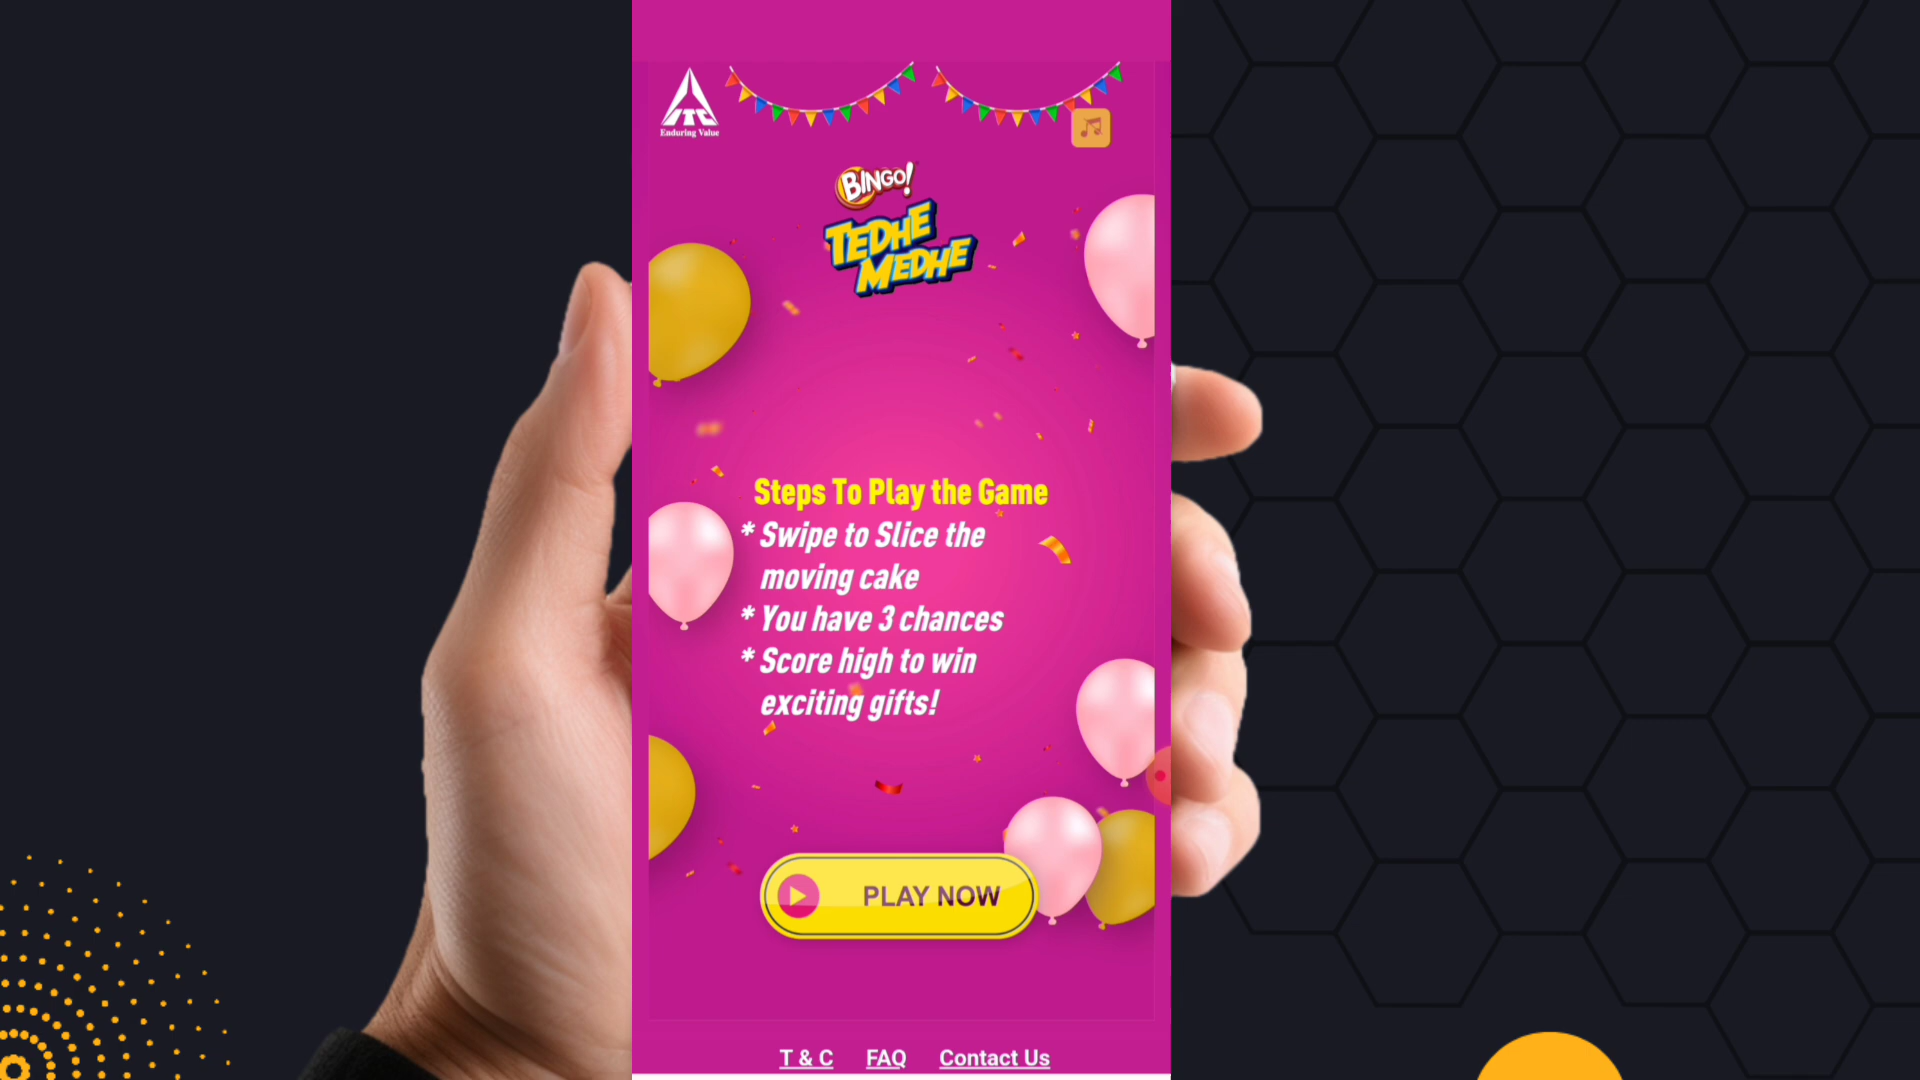 ITC
Enduring Value
BINGO!
TEDHE
MEDHE
Steps To Play the Game
* Swipe to Slice the
moving cake
* You have 3 chances
* Score high to win
exciting gifts!
PLAY NOW
T & C FAQ Contact Us